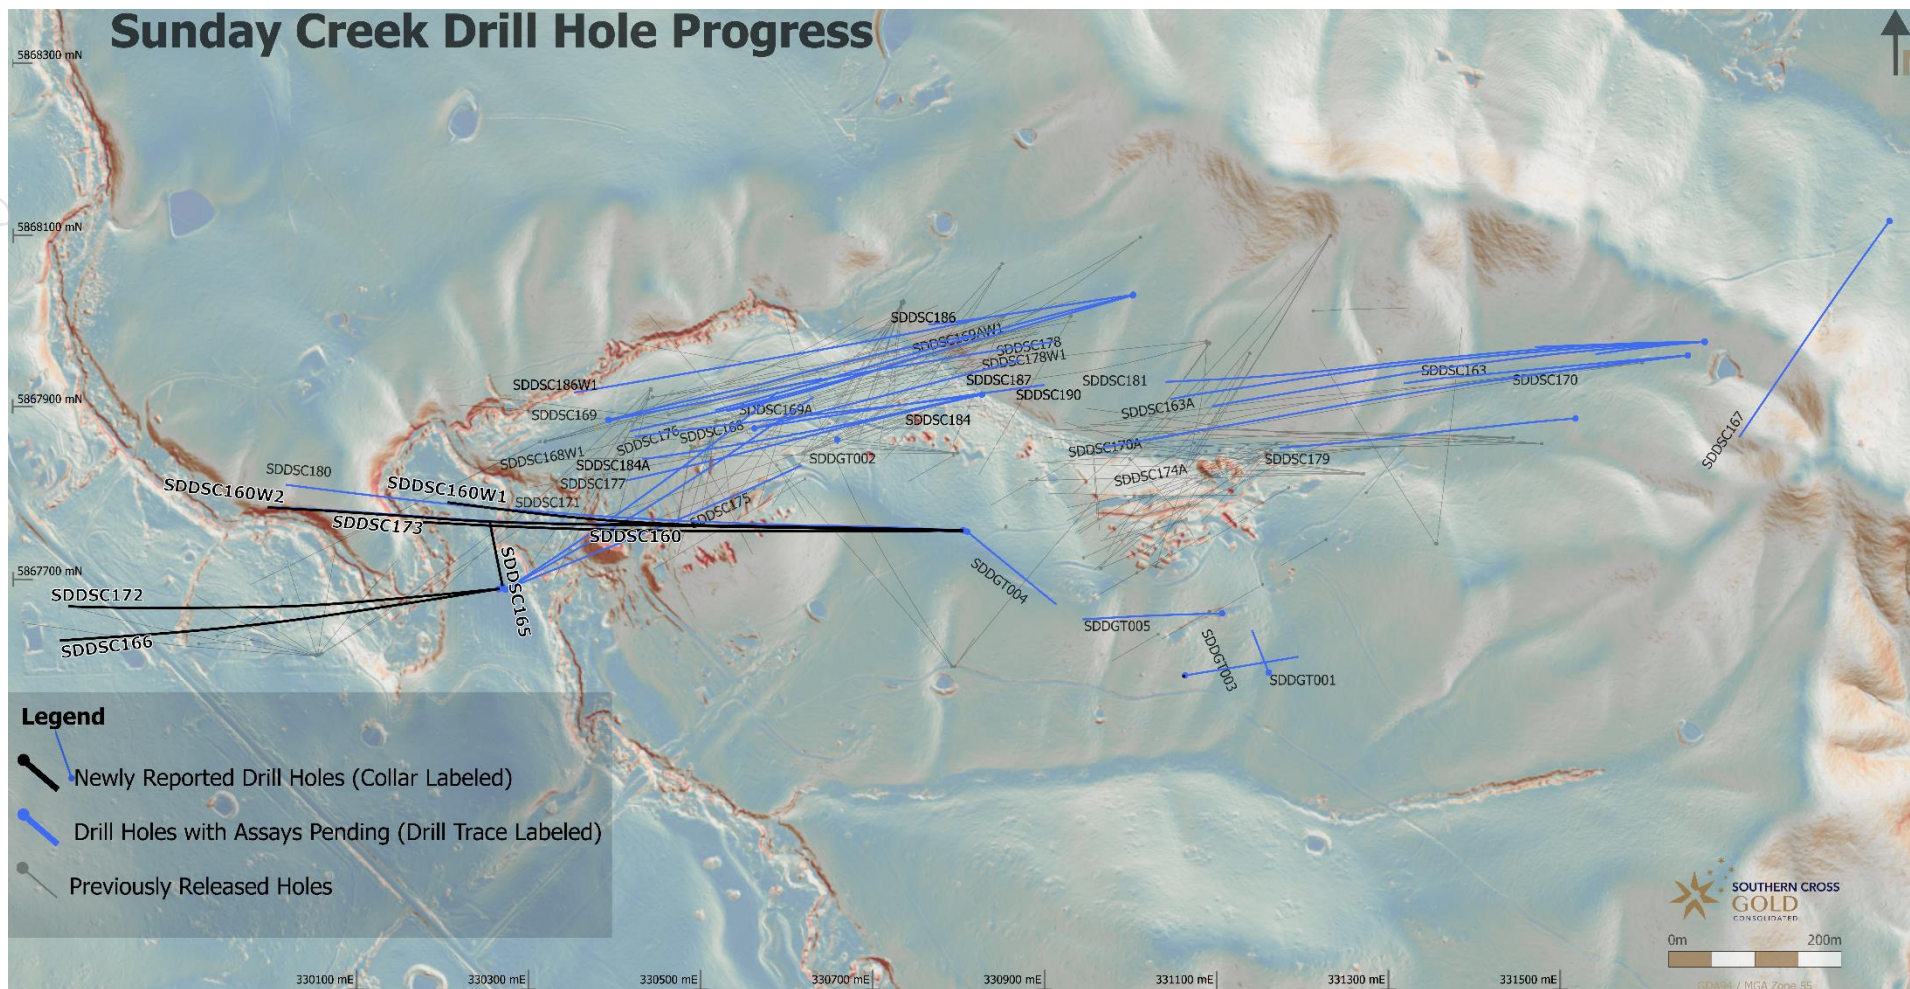 Sunday Creek Drill Hole Progress
5868300 mN
5868100 mN
5867900 mN
5867700 mN
SDDSC186
SDDSC169AW1
SDDSC178
SDDSC178W1
SDDSC187
SDDSC190
SDDSC181
SDDSC163
SDDSC170
SDDSC163A
SDDSC186W1
SDDSC169
SDDSC169A
SDDSC184
SDDSC176
SDDSC168
SDDSC168W1
SDDSC184A
SDDSC177
SDDGT002
SDDSC170A
SDDSC179
SDDSC174A
SDDSC167
SDDSC180
SDDSC160W2
SDDSC160W1
SDDSC171
SDDSC175
SDDSC173
SDDSC160
SDDSC165
SDDSC172
SDDSC166
SDDGT004
SDDGT005
SDDGT003
SDDGT001
Legend
Newly Reported Drill Holes (Collar Labeled)
Drill Holes with Assays Pending (Drill Trace Labeled)
Previously Released Holes
SOUTHERN CROSS
GOLD
CONSOLIDATED
0m 200m
330100 mE 330300 mE 330500 mE 330700 mE 330900 mE 331100 mE 331300 mE 331500 mE
GDA94 / MGA Zone 55